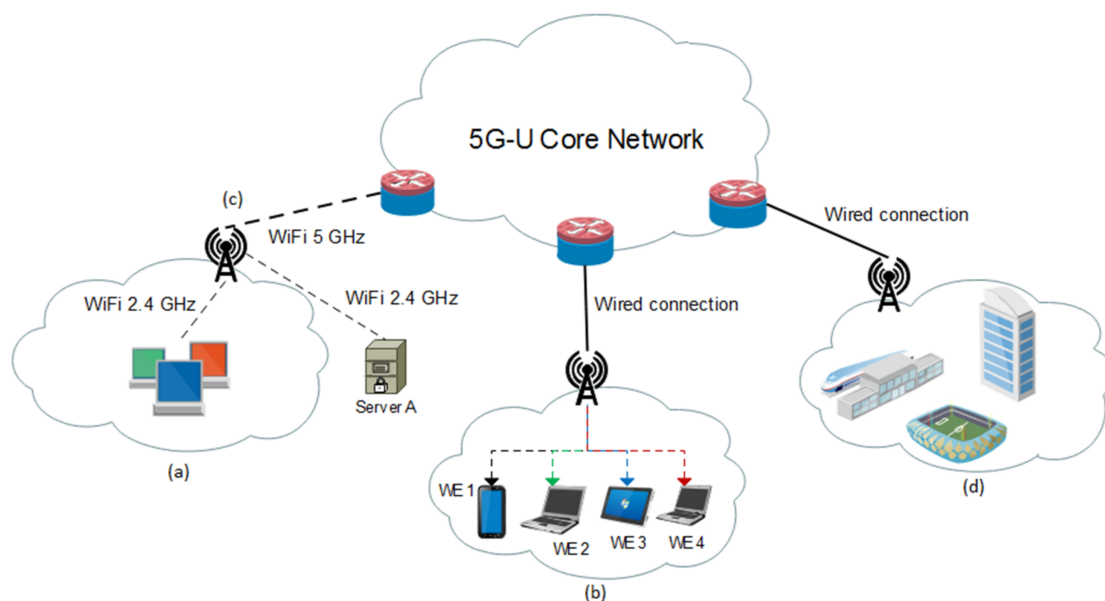 5G-U Core Network
(c)
WiFi 5 GHz
Wired connection
WiFi 2.4 GHz
WiFi 2.4 GHz
Wired connection
Server A
(a)
WE 1
WE 2
WE 3
WE 4
(b)
(d)